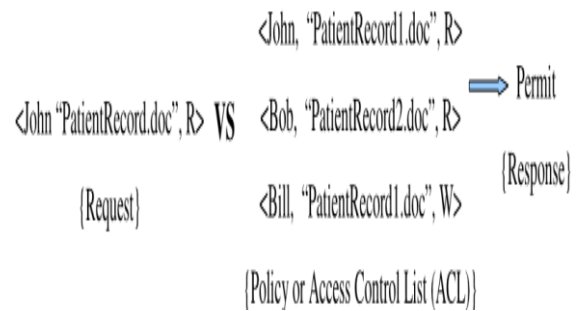 <John, “PatientRecord1.doc”, R>
Permit
<John “PatientRecord.doc”, R> VS <Bob, “PatientRecord2.doc”, R>
{Response}
{Request}
<Bill, “PatientRecord1.doc”, W>
{Policy or Access Control List (ACL)}